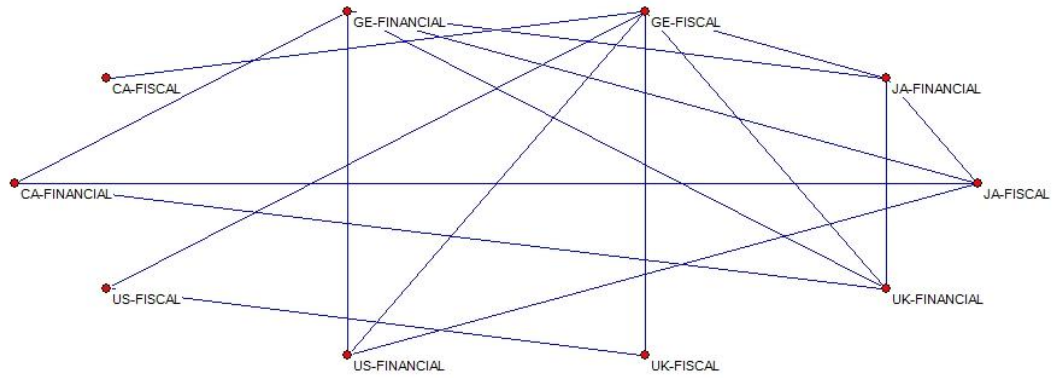 GE-FINANCIAL
GE-FISCAL
CA-FISCAL
JA-FINANCIAL
CA-FINANCIAL
JA-FISCAL
US-FISCAL
UK-FINANCIAL
US-FINANCIAL
UK-FISCAL